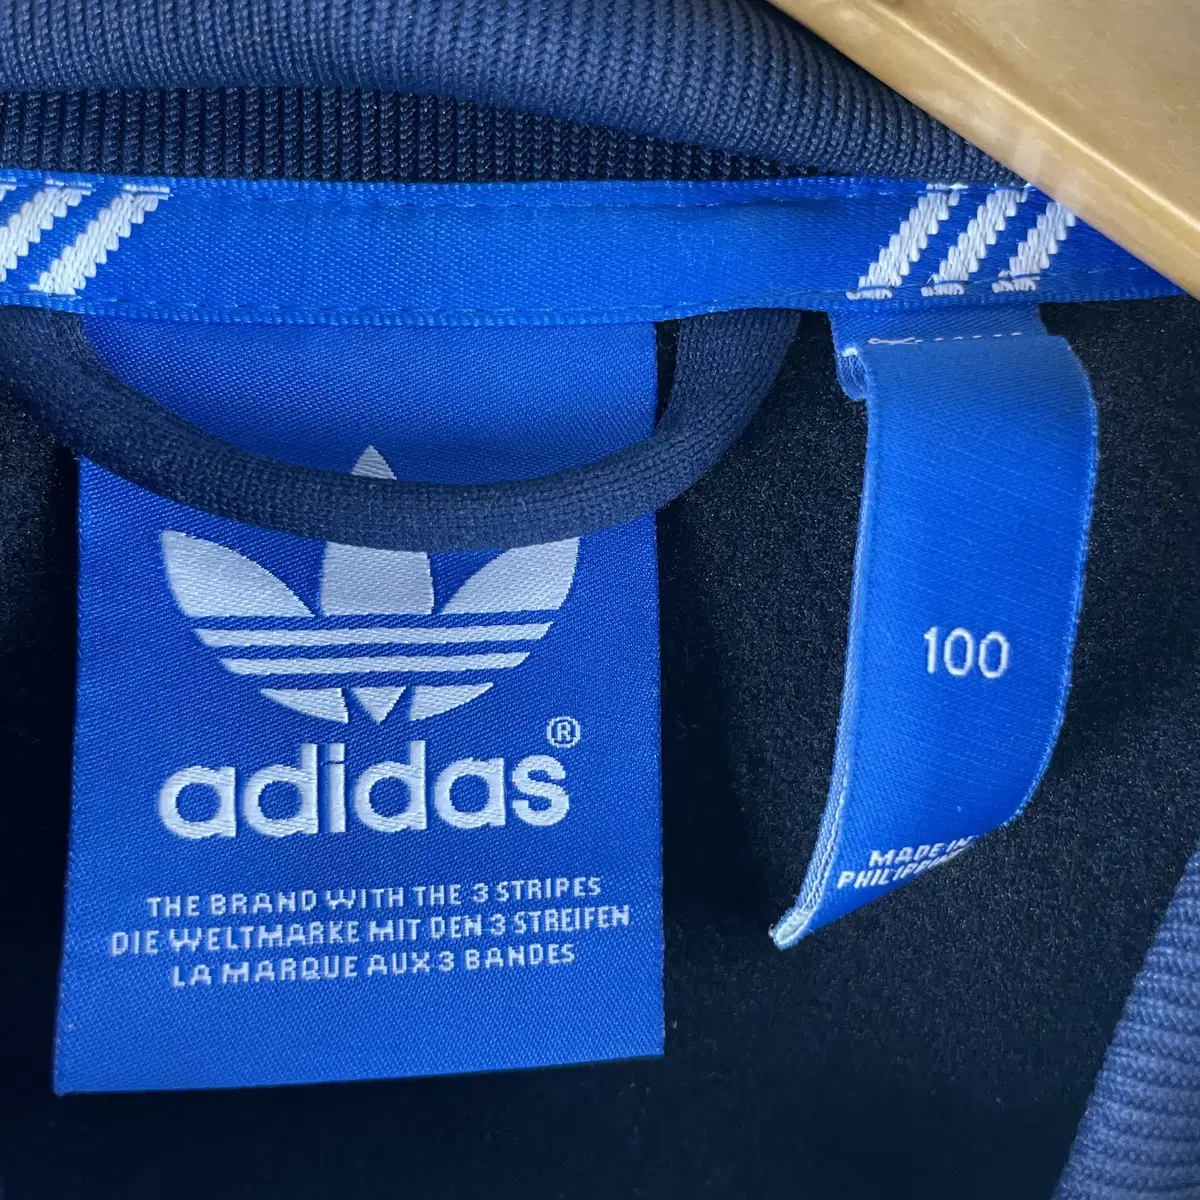 adidas®
THE BRAND WITH THE 3 STRIPES
DIE WELTMARKE MIT DEN 3 STREIFEN
LA MARQUE AUX 3 BANDES
100
MADE IN